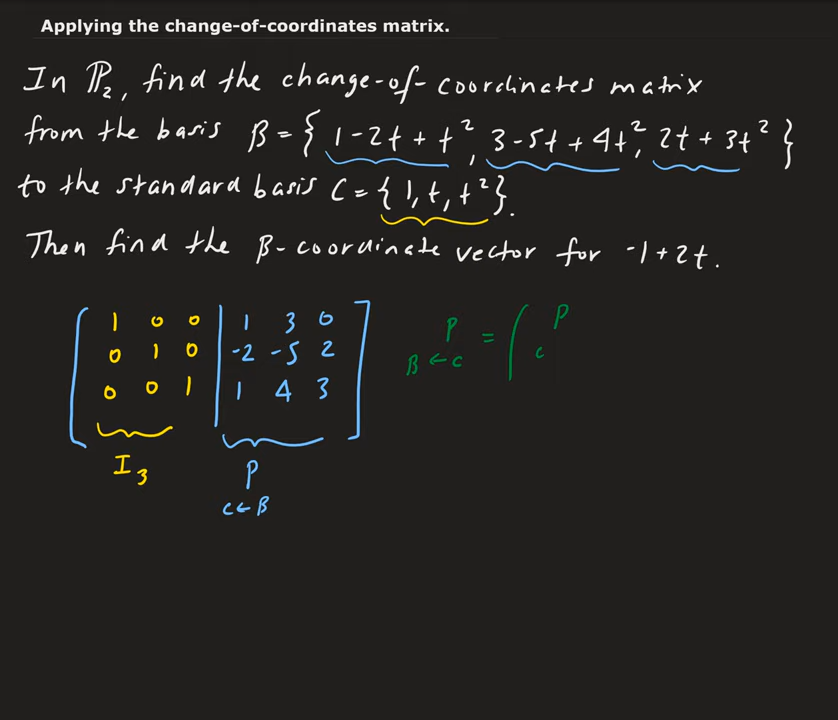 Applying the change-of-coordinates matrix.
In ℙ₂, find the change-of-coordinates matrix
from the basis β = { 1 - 2t + t², 3 - 5t + 4t², 2t + 3t² }
to the standard basis C = { 1, t, t² }.
Then find the β-coordinate vector for -1 + 2t.
[ 1 0 0 | 1 3 0 ] P = ( P
0 1 0 | -2 -5 2 β ← C C
0 0 1 | 1 4 3
I₃ P
C ← β